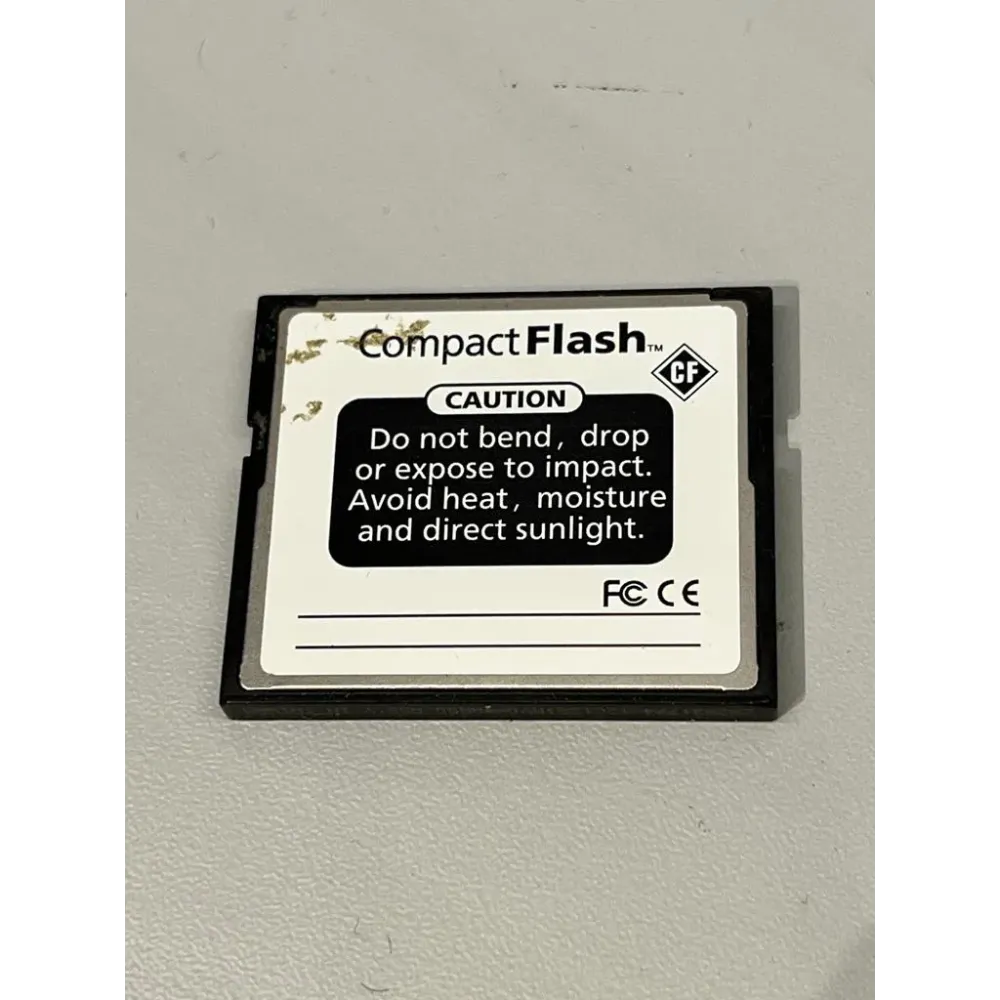 CompactFlash™
CF
CAUTION
Do not bend, drop
or expose to impact.
Avoid heat, moisture
and direct sunlight.
FC CE